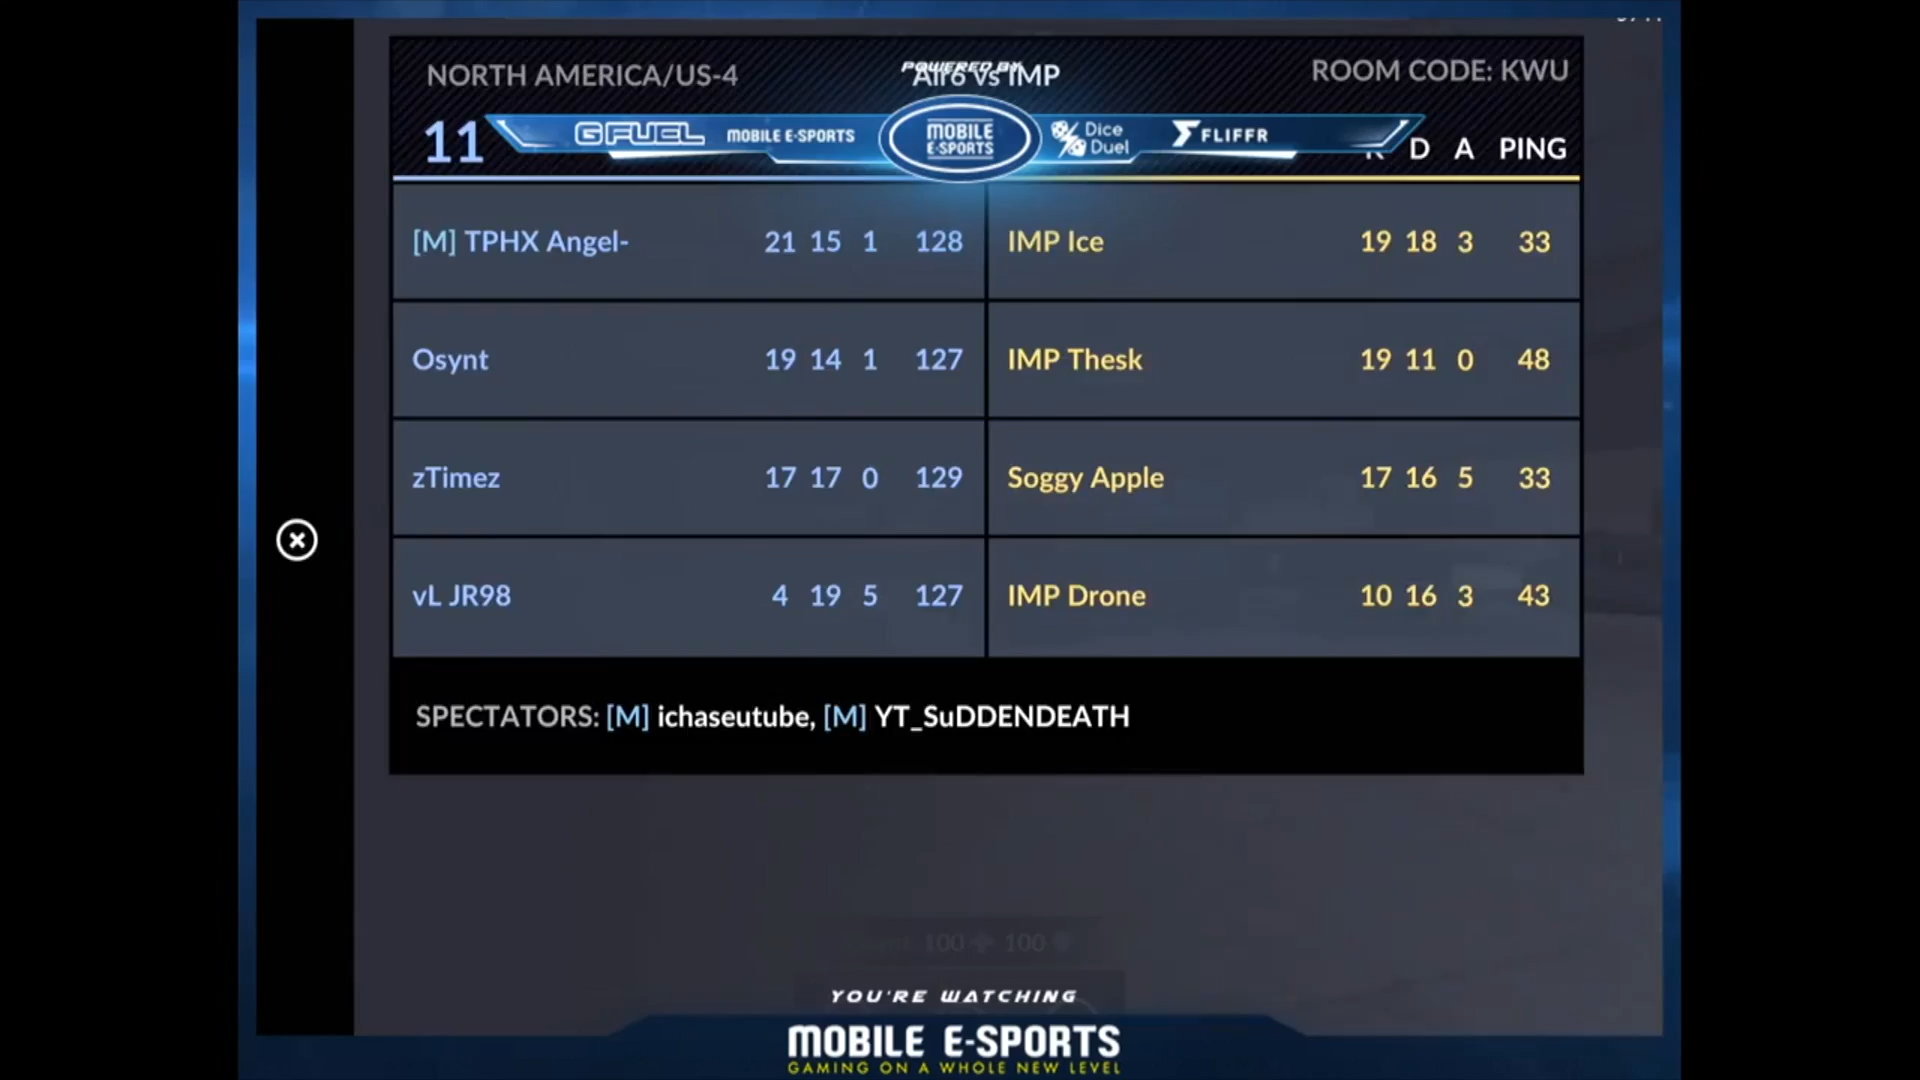 NORTH AMERICA/US-4
POWERED BY
vs IMP
ROOM CODE: KWU
11
GFUEL
MOBILE E-SPORTS
MOBILE
E-SPORTS
Dice
Duel
FLIFFR
D A PING
[M] TPHX Angel- 21 15 1 128
IMP Ice 19 18 3 33
Osynt 19 14 1 127
IMP Thesk 19 11 0 48
zTimez 17 17 0 129
Soggy Apple 17 16 5 33
vL JR98 4 19 5 127
IMP Drone 10 16 3 43
SPECTATORS: [M] ichaseutube, [M] YT_SuDDENDEATH
100 100
YOU'RE WATCHING
MOBILE E-SPORTS
GAMING ON A WHOLE NEW LEVEL